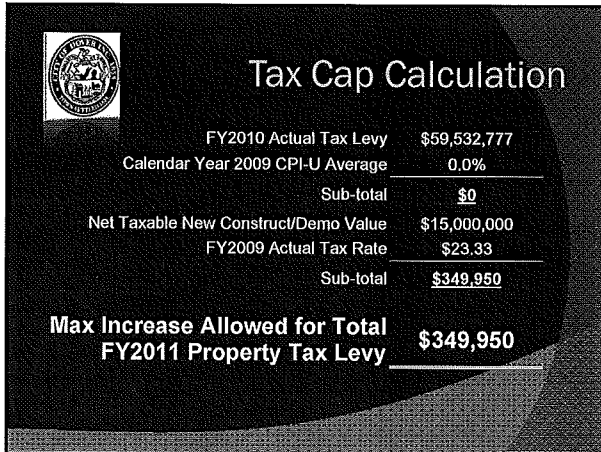 Tax Cap Calculation
FY2010 Actual Tax Levy $59,532,777
Calendar Year 2009 CPI-U Average 0.0%
Sub-total $0
Net Taxable New Construct/Demo Value $15,000,000
FY2009 Actual Tax Rate $23.33
Sub-total $349,950
Max Increase Allowed for Total
FY2011 Property Tax Levy $349,950